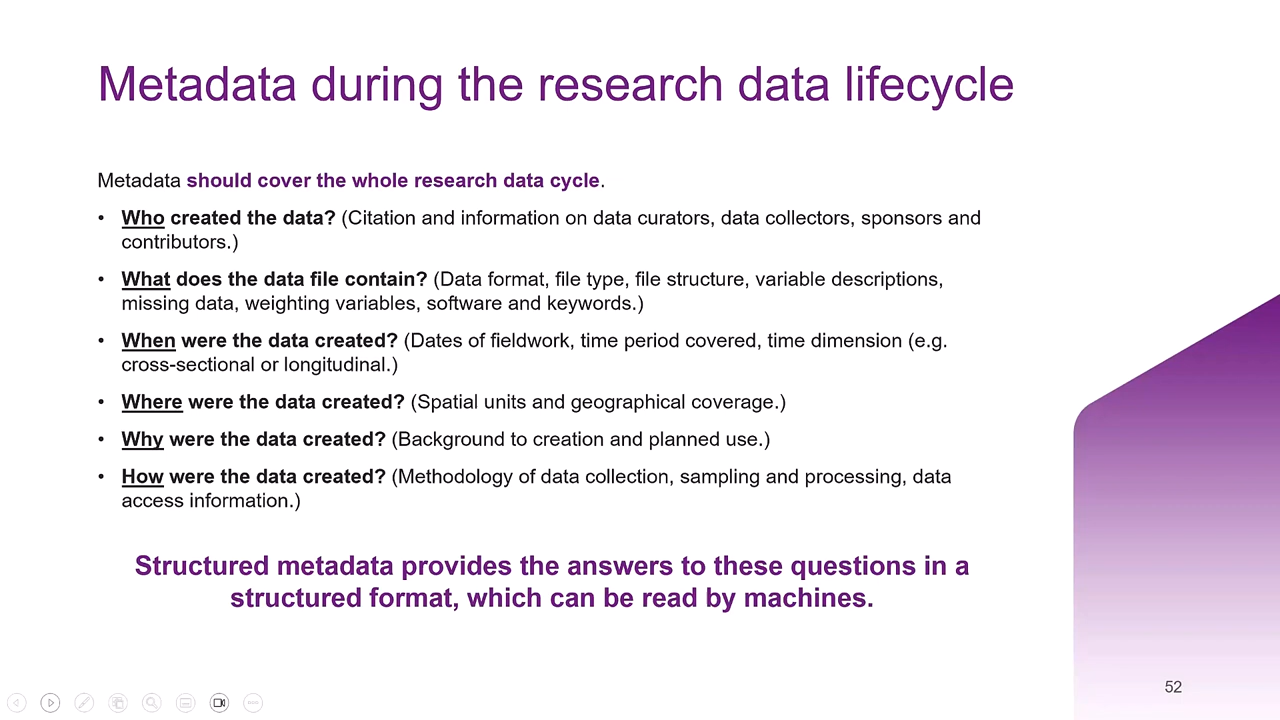 Metadata during the research data lifecycle
Metadata should cover the whole research data cycle.
• Who created the data? (Citation and information on data curators, data collectors, sponsors and
contributors.)
• What does the data file contain? (Data format, file type, file structure, variable descriptions,
missing data, weighting variables, software and keywords.)
• When were the data created? (Dates of fieldwork, time period covered, time dimension (e.g.
cross-sectional or longitudinal.)
• Where were the data created? (Spatial units and geographical coverage.)
• Why were the data created? (Background to creation and planned use.)
• How were the data created? (Methodology of data collection, sampling and processing, data
access information.)
Structured metadata provides the answers to these questions in a
structured format, which can be read by machines.
52